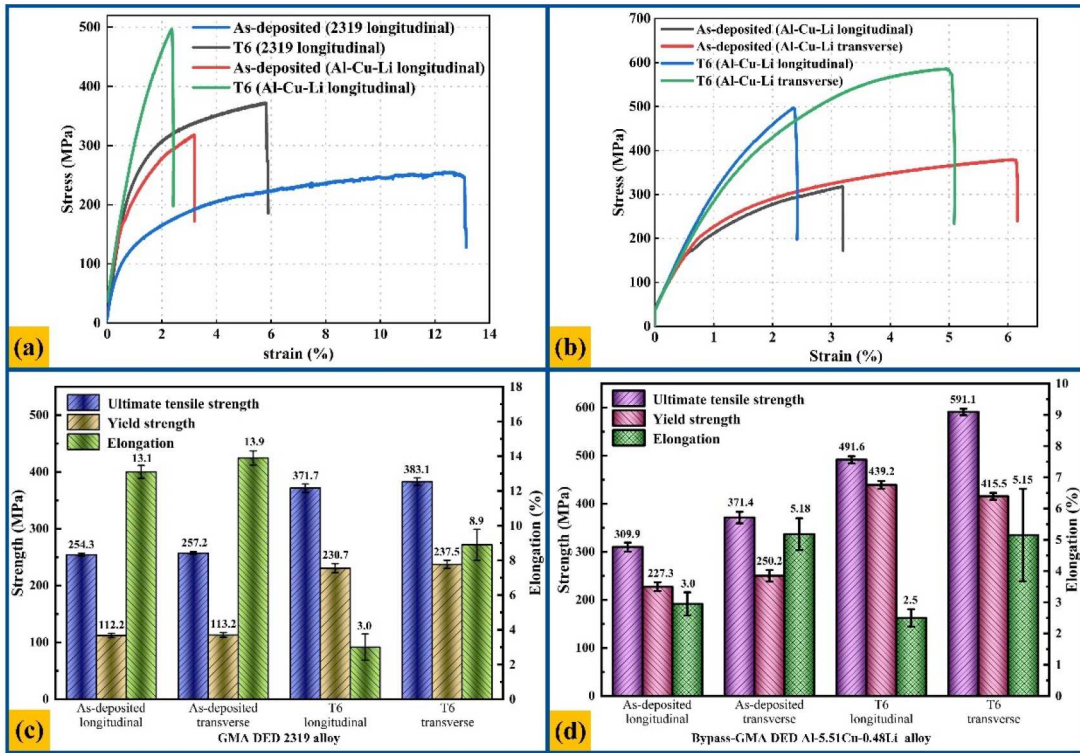 500
400
300
200
100
0
Stress (MPa)
As-deposited (2319 longitudinal)
T6 (2319 longitudinal)
As-deposited (Al-Cu-Li longitudinal)
T6 (Al-Cu-Li longitudinal)
0 2 4 6 8 10 12 14
strain (%)
(a)
700
600
500
400
300
200
100
0
Stress (MPa)
As-deposited (Al-Cu-Li longitudinal)
As-deposited (Al-Cu-Li transverse)
T6 (Al-Cu-Li longitudinal)
T6 (Al-Cu-Li transverse)
0 1 2 3 4 5 6
Strain (%)
(b)
500
400
300
250
200
100
0
Strength (MPa)
Ultimate tensile strength
Yield strength
Elongation
254.3
112.2
13.1
257.2
113.2
13.9
371.7
230.7
3.0
383.1
237.5
8.9
18
16
14
12
10
8
6
4
2
0
Elongation (%)
As-deposited
longitudinal
As-deposited
transverse
T6
longitudinal
T6
transverse
GMA DED 2319 alloy
(c)
600
500
400
300
200
100
0
Strength (MPa)
Ultimate tensile strength
Yield strength
Elongation
309.9
227.3
3.0
371.4
250.2
5.18
491.6
439.2
2.5
591.1
415.5
5.15
10
9
8
7
6
5
4
3
2
1
0
Elongation (%)
As-deposited
longitudinal
As-deposited
transverse
T6
longitudinal
T6
transverse
Bypass-GMA DED Al-5.51Cu-0.48Li alloy
(d)